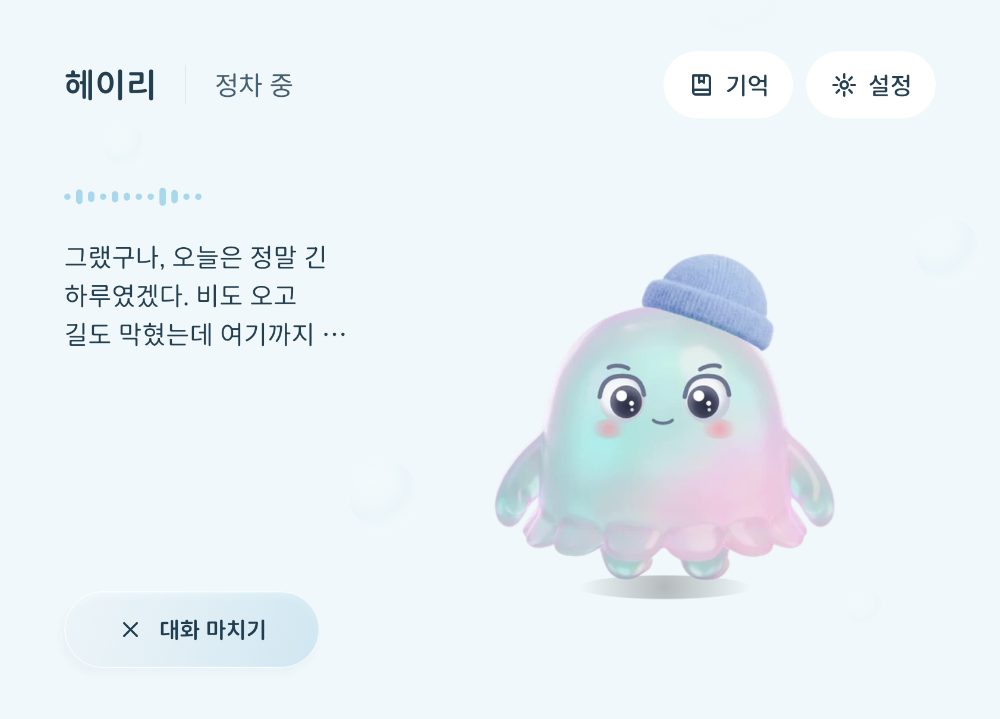 헤이리
정차 중
기억
설정
그랬구나, 오늘은 정말 긴
하루였겠다. 비도 오고
길도 막혔는데 여기까지 ⋯
대화 마치기